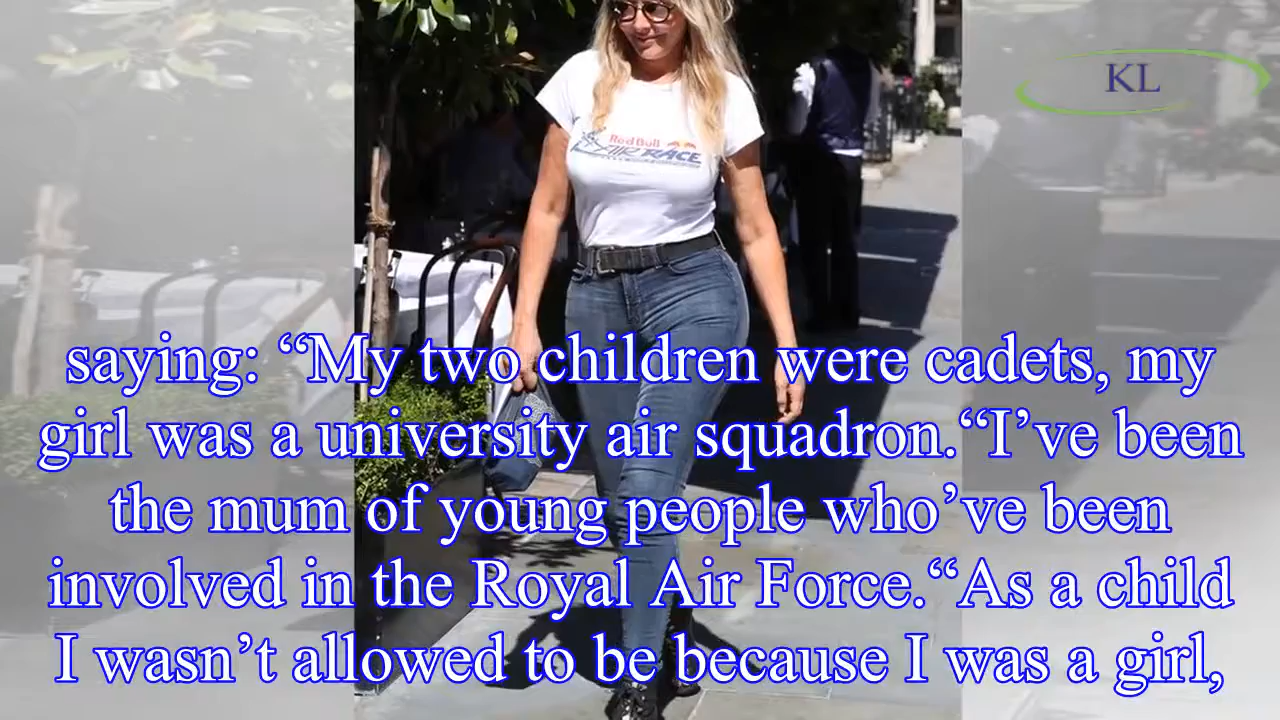 KL
Red Bull
AIR RACE
saying: “My two children were cadets, my
girl was a university air squadron.“I’ve been
the mum of young people who’ve been
involved in the Royal Air Force.“As a child
I wasn’t allowed to be because I was a girl,